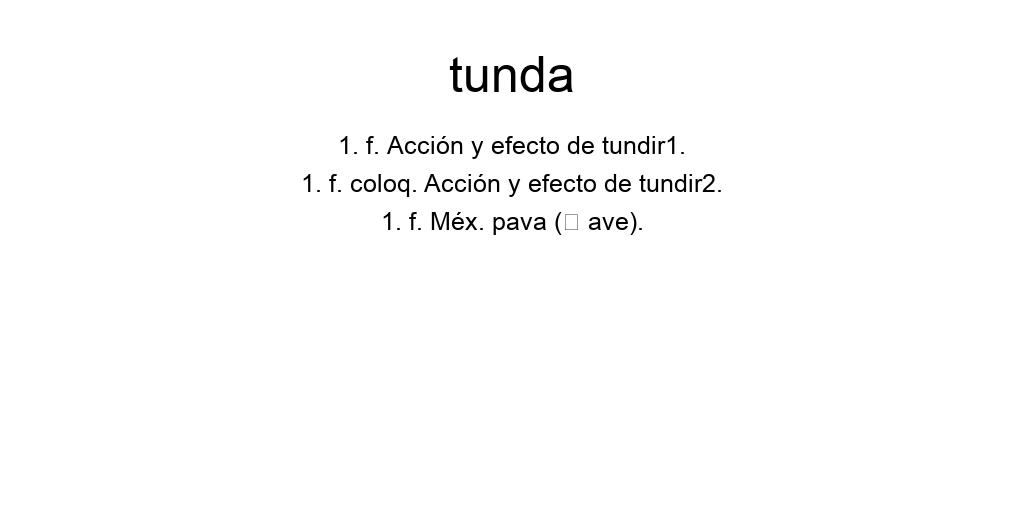 tunda
1. f. Acción y efecto de tundir1.
1. f. coloq. Acción y efecto de tundir2.
1. f. Méx. pava (□ ave).